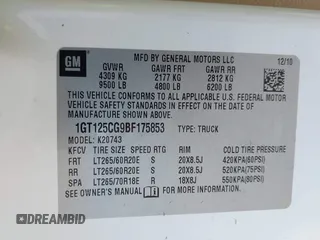 GM
MFD BY GENERAL MOTORS LLC 12/10
GVWR GAWR FRT GAWR RR
4309 KG 2177 KG 2812 KG
9500 LB 4800 LB 6200 LB
THIS VEHICLE CONFORMS TO ALL APPLICABLE U.S. FEDERAL MOTOR VEHICLE SAFETY STANDARDS IN EFFECT ON THE DATE OF MANUFACTURE SHOWN ABOVE.
1GT125CG9BF175853 TYPE: TRUCK
MODEL: K20743
KFCV TIRE SIZE SPEED RTG RIM COLD TIRE PRESSURE
FRT LT265/60R20E S 20X8.5J 420KPA(60PSI)
RR LT265/60R20E S 20X8.5J 520KPA(75PSI)
SPA LT265/70R18E R 18X8J 550KPA(80PSI)
SEE OWNER'S MANUAL FOR MORE INFORMATION.
DREAMBID